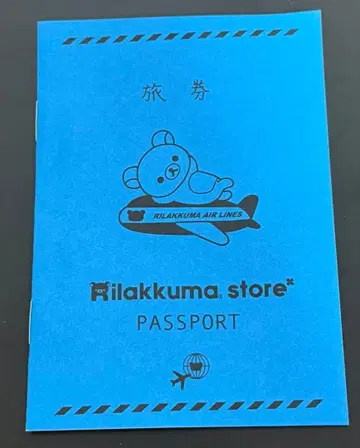 旅券
RILAKKUMA AIR LINES
Rilakkuma store
PASSPORT